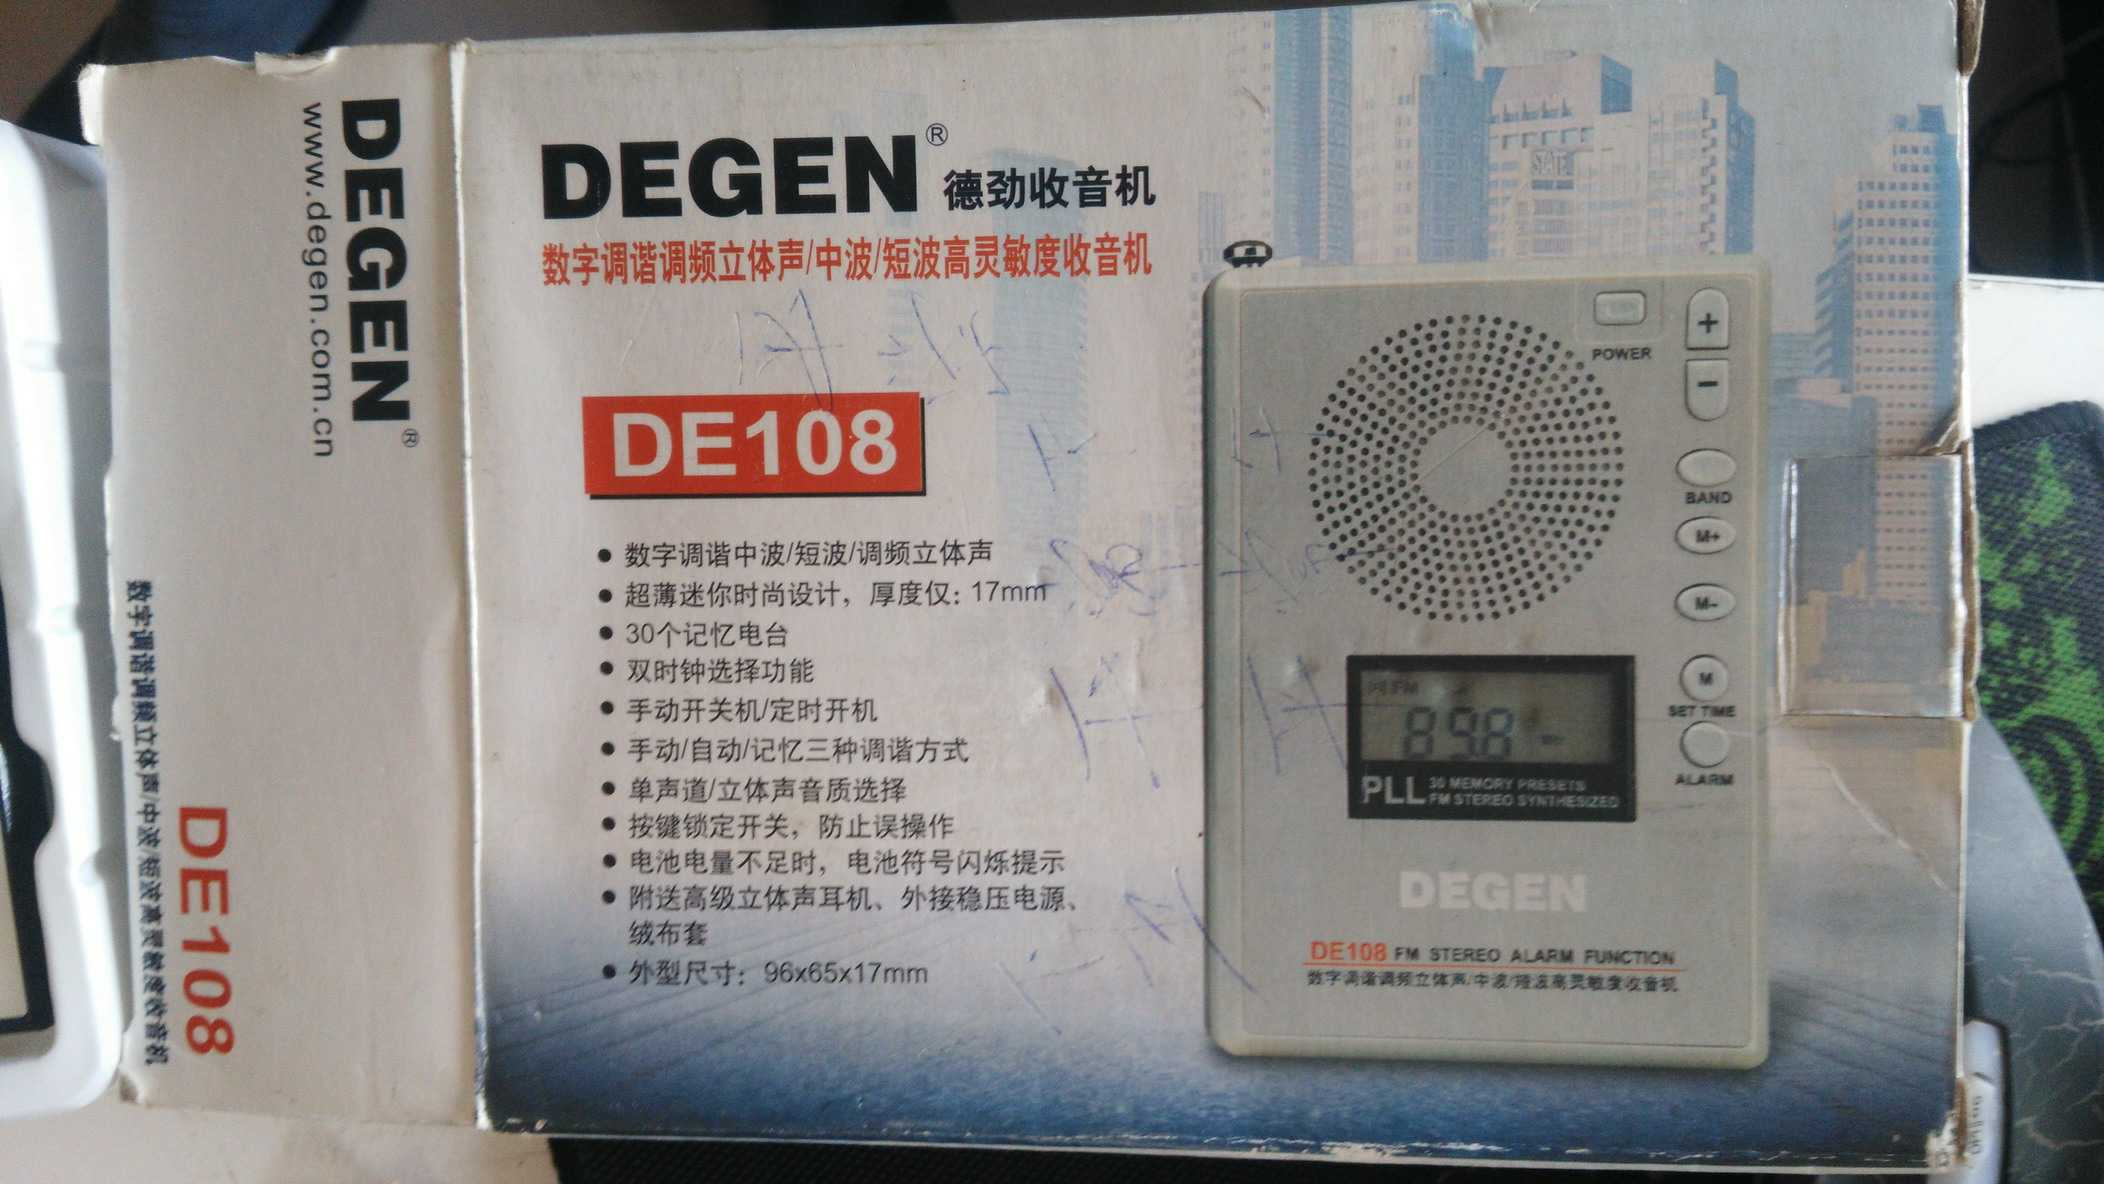 DEGEN®
www.degen.com.cn
DE108
数字调谐调频立体声/中波/短波高灵敏度收音机
DEGEN® 德劲收音机
数字调谐调频立体声/中波/短波高灵敏度收音机
DE108
● 数字调谐中波/短波/调频立体声
● 超薄迷你时尚设计，厚度仅：17mm
● 30个记忆电台
● 双时钟选择功能
● 手动开关机/定时开机
● 手动/自动/记忆三种调谐方式
● 单声道/立体声音质选择
● 按键锁定开关，防止误操作
● 电池电量不足时，电池符号闪烁提示
● 附送高级立体声耳机、外接稳压电源、
绒布套
● 外型尺寸：96x65x17mm
POWER
+
-
BAND
M+
M-
M
SET TIME
ALARM
FM
89.8
PLL 30 MEMORY PRESETS
FM STEREO SYNTHESIZED
DEGEN
DE108 FM STEREO ALARM FUNCTION
数字调谐调频立体声/中波/短波高灵敏度收音机